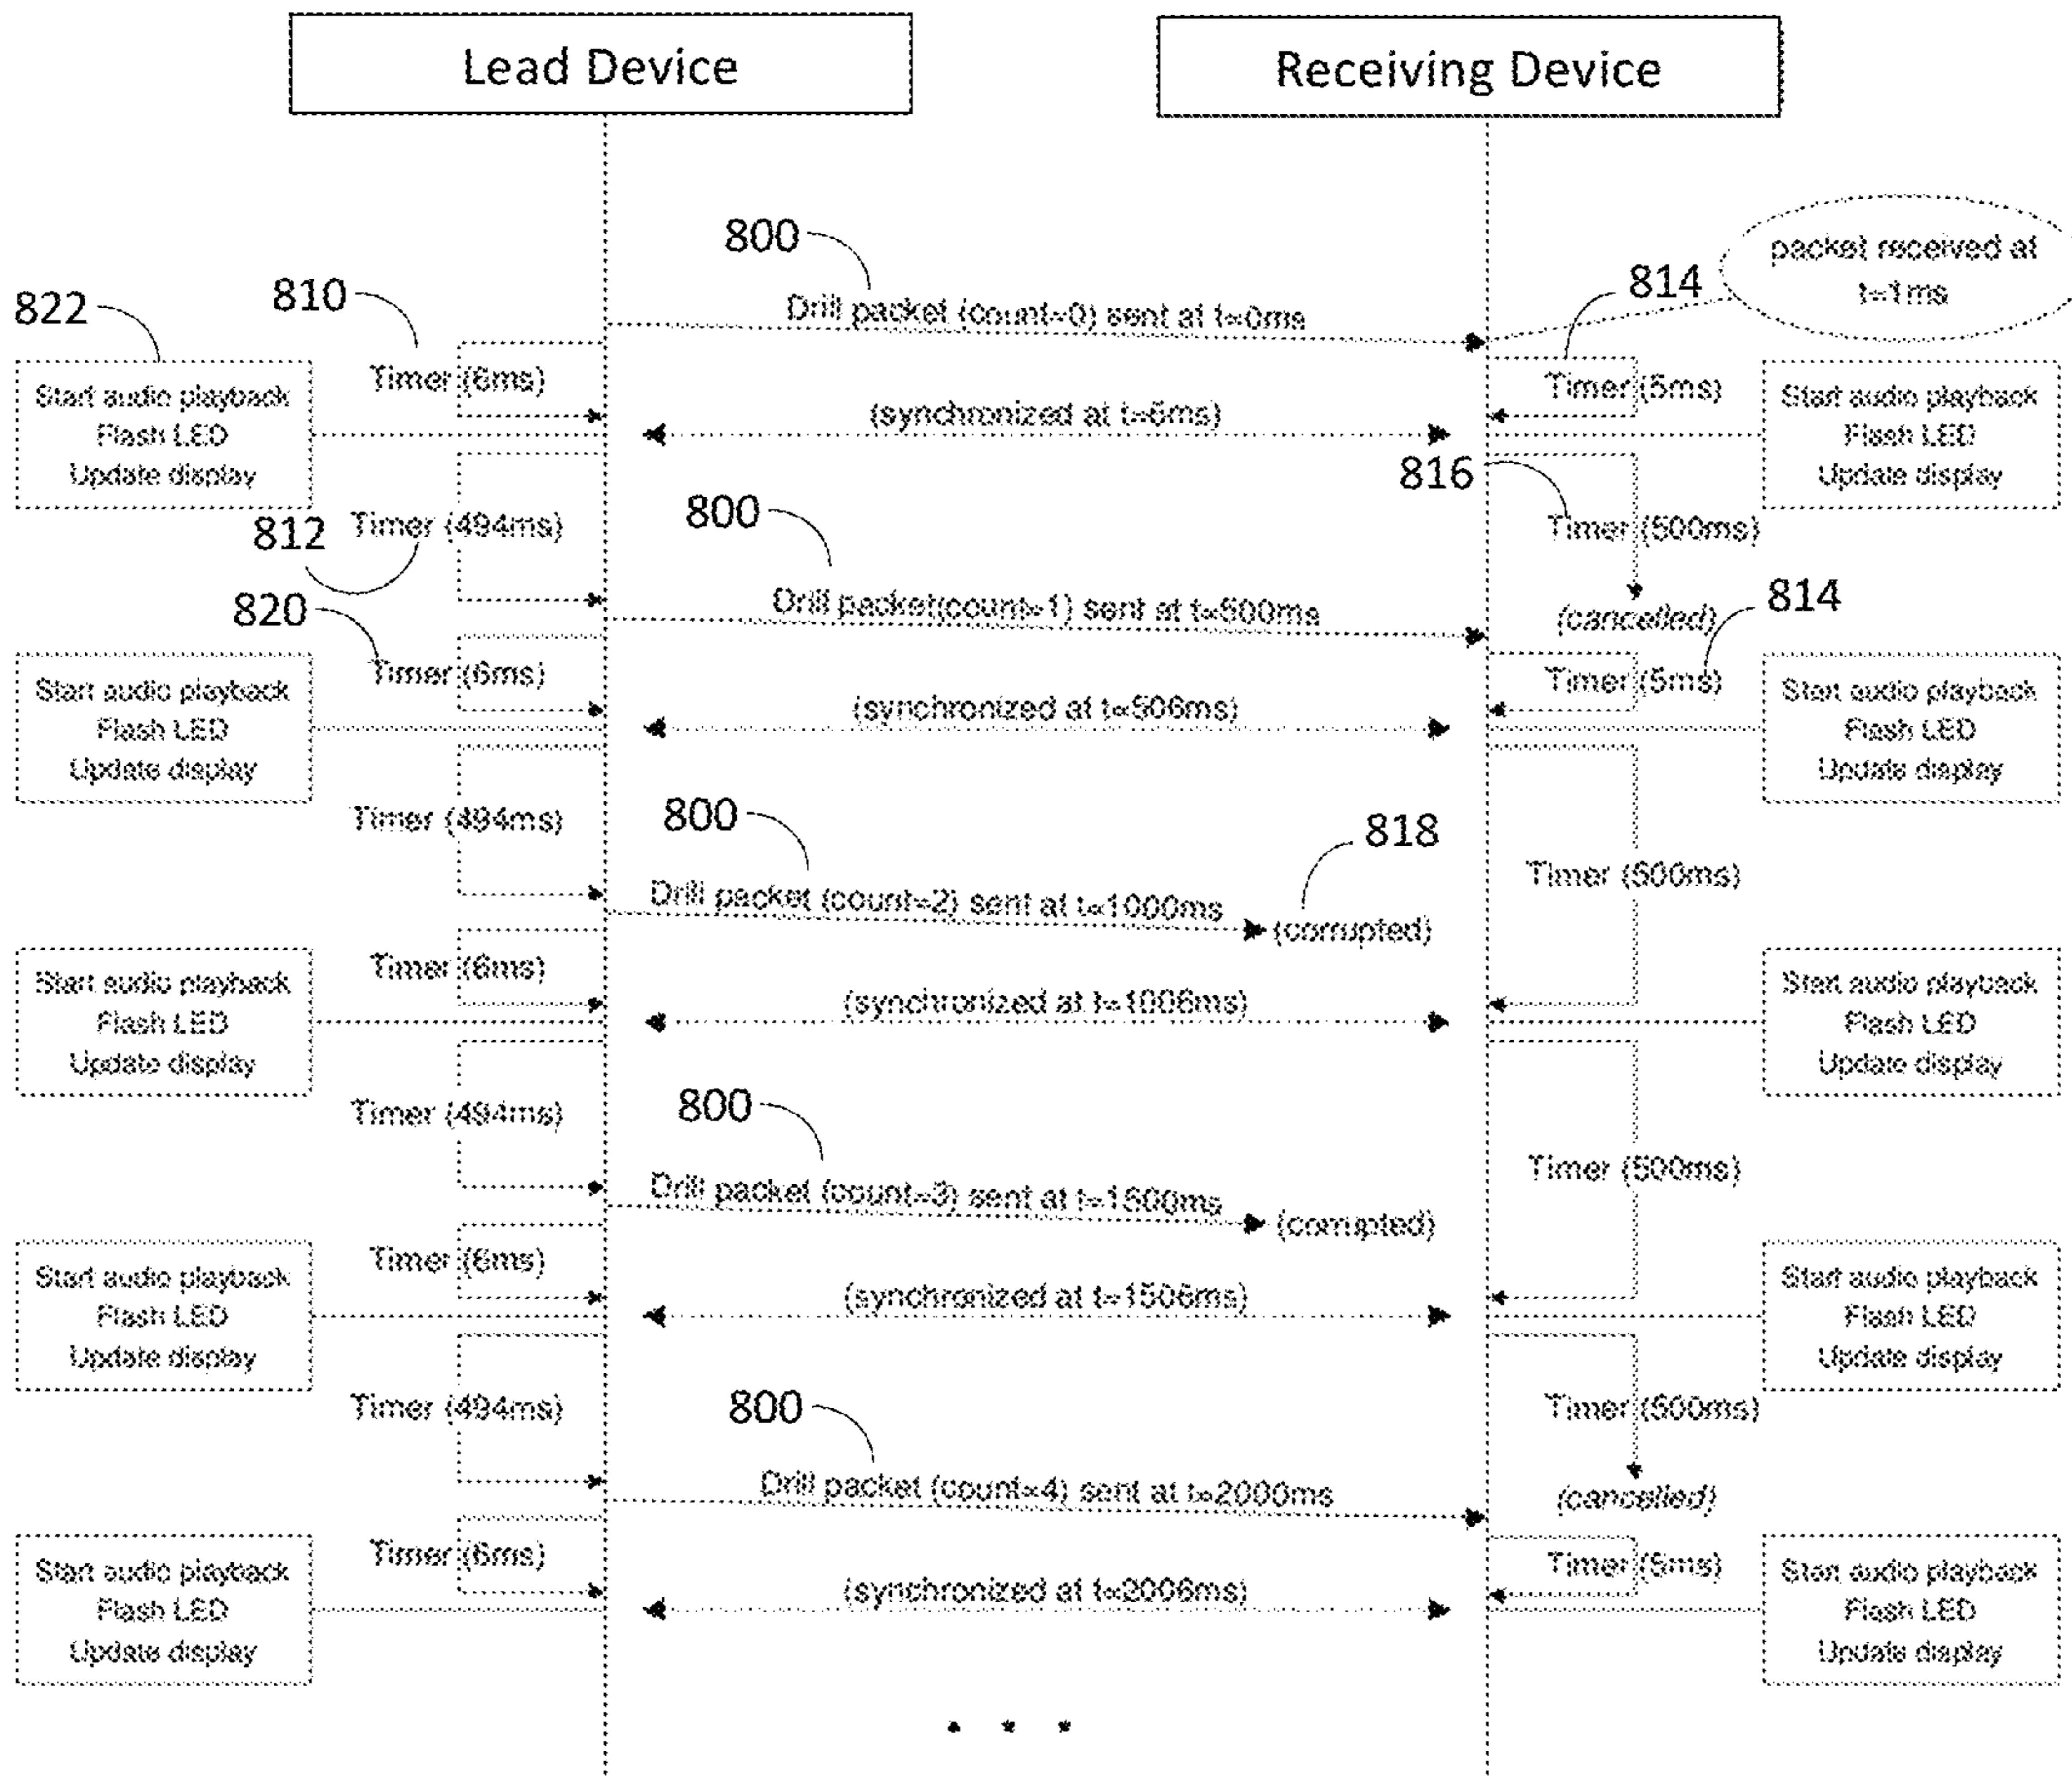 Lead Device
Receiving Device
800
packet received at
t=1ms
814
810
822
Drill packet (count=0) sent at t=0ms
Timer (6ms)
Timer (5ms)
Start audio playback
Flash LED
Update display
(synchronized at t=6ms)
Start audio playback
Flash LED
Update display
816
800
812
Timer (494ms)
Timer (500ms)
820
Drill packet(count=1) sent at t=500ms
(cancelled)
814
Timer (6ms)
Timer (5ms)
Start audio playback
Flash LED
Update display
(synchronized at t=506ms)
Start audio playback
Flash LED
Update display
800
818
Timer (494ms)
Timer (500ms)
Drill packet (count=2) sent at t=1000ms
(corrupted)
Timer (6ms)
Start audio playback
Flash LED
Update display
(synchronized at t=1006ms)
Start audio playback
Flash LED
Update display
800
Timer (494ms)
Timer (500ms)
Drill packet (count=3) sent at t=1500ms
(corrupted)
Timer (6ms)
Start audio playback
Flash LED
Update display
(synchronized at t=1506ms)
Start audio playback
Flash LED
Update display
800
Timer (494ms)
Timer (500ms)
Drill packet (count=4) sent at t=2000ms
(cancelled)
Timer (6ms)
Timer (5ms)
Start audio playback
Flash LED
Update display
(synchronized at t=2006ms)
Start audio playback
Flash LED
Update display
. . .